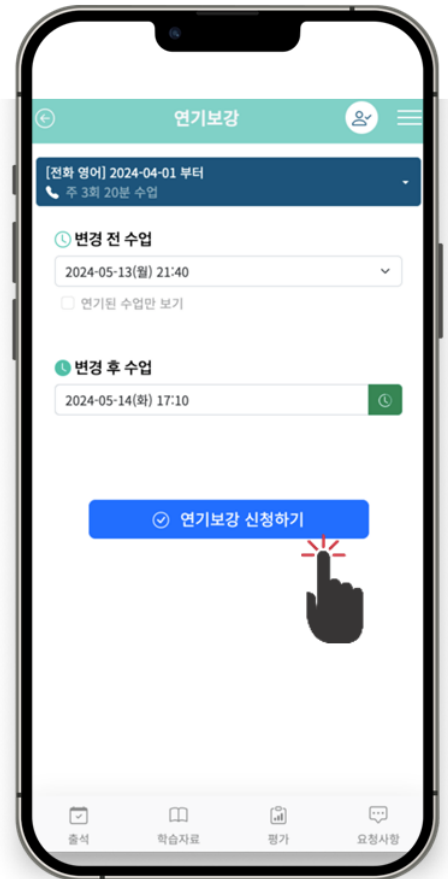 연기보강
[전화 영어] 2024-04-01 부터
주 3회 20분 수업
변경 전 수업
2024-05-13(월) 21:40
연기된 수업만 보기
변경 후 수업
2024-05-14(화) 17:10
연기보강 신청하기
출석 학습자료 평가 요청사항